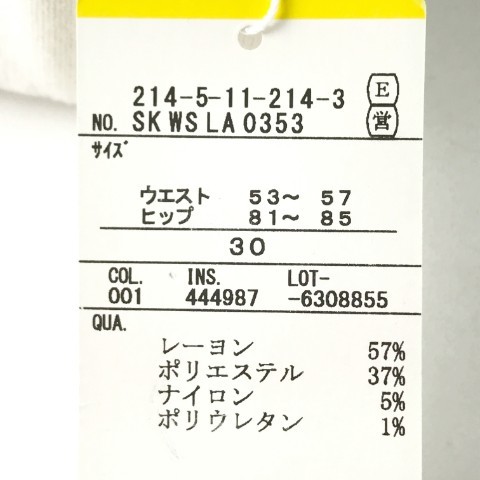 214-5-11-214-3 E
NO. SKWSLA0353 営
サイズ
ウエスト 53～ 57
ヒップ 81～ 85
30
COL. INS. LOT-
001 444987 -6308855
QUA.
レーヨン 57%
ポリエステル 37%
ナイロン 5%
ポリウレタン 1%